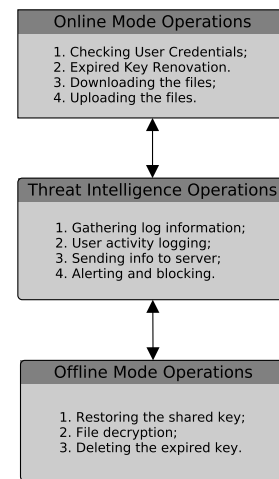 Online Mode Operations
1. Checking User Credentials;
2. Expired Key Renovation.
3. Downloading the files;
4. Uploading the files.
Threat Intelligence Operations
1. Gathering log information;
2. User activity logging;
3. Sending info to server;
4. Alerting and blocking.
Offline Mode Operations
1. Restoring the shared key;
2. File decryption;
3. Deleting the expired key.